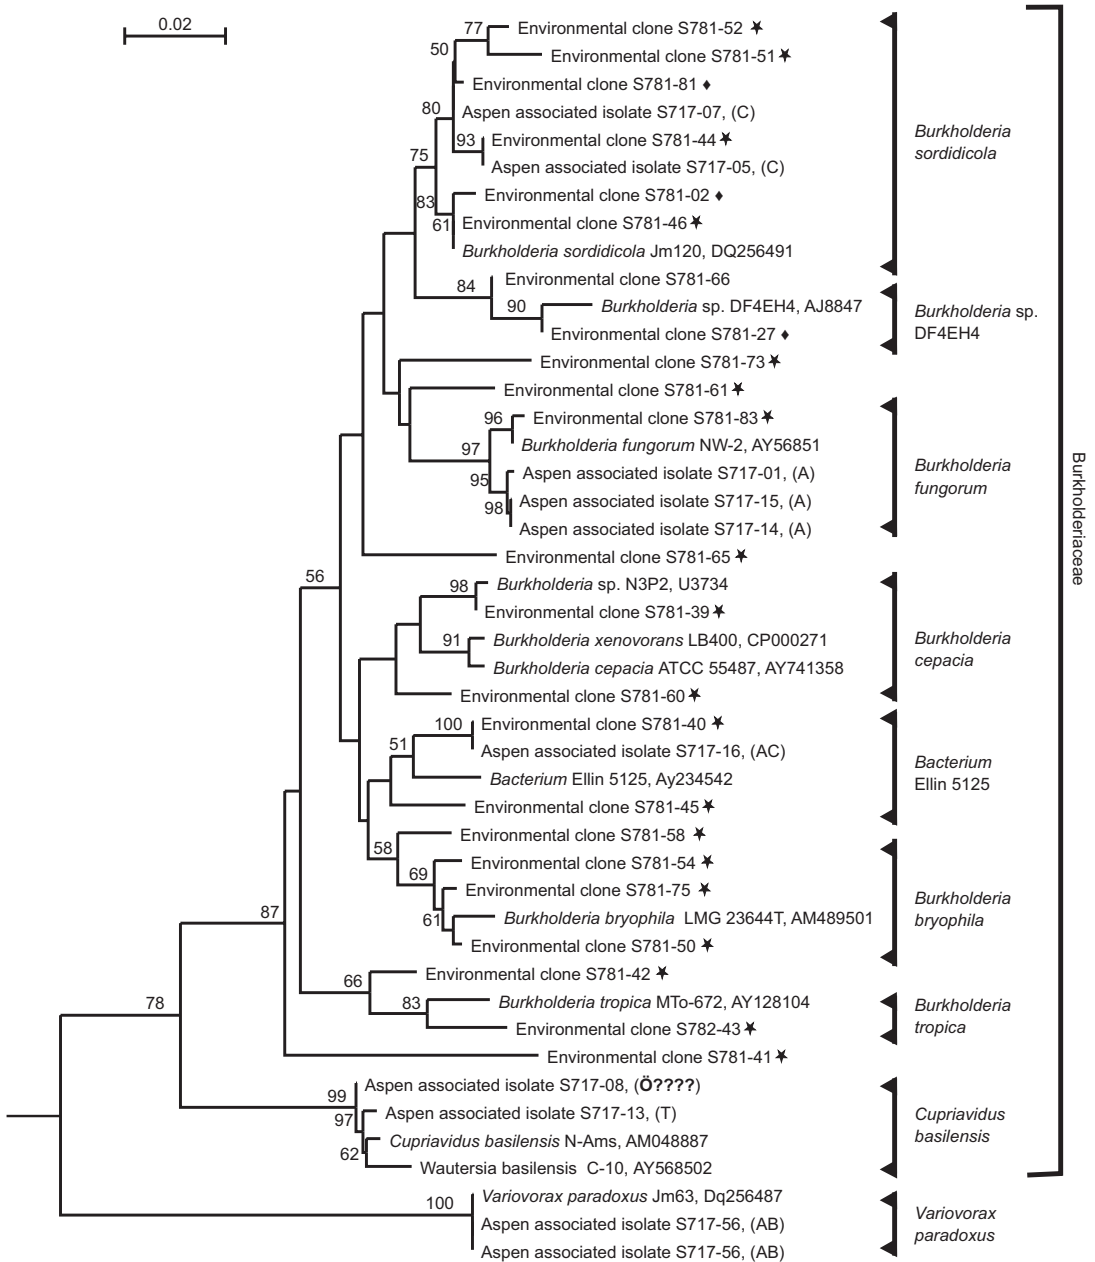 0.02
77
Environmental clone S781-52 ★
Environmental clone S781-51 ★
50
Environmental clone S781-81 ♦
80
Aspen associated isolate S717-07, (C)
93
Environmental clone S781-44 ★
Aspen associated isolate S717-05, (C)
75
83
Environmental clone S781-02 ♦
61
Environmental clone S781-46 ★
Burkholderia sordidicola Jm120, DQ256491
Burkholderia
sordidicola
84
Environmental clone S781-66
90
Burkholderia sp. DF4EH4, AJ8847
Environmental clone S781-27 ♦
Burkholderia sp.
DF4EH4
Environmental clone S781-73 ★
Environmental clone S781-61 ★
96
Environmental clone S781-83 ★
97
Burkholderia fungorum NW-2, AY56851
95
Aspen associated isolate S717-01, (A)
98
Aspen associated isolate S717-15, (A)
Aspen associated isolate S717-14, (A)
Burkholderia
fungorum
Environmental clone S781-65 ★
56
98
Burkholderia sp. N3P2, U3734
Environmental clone S781-39 ★
91
Burkholderia xenovorans LB400, CP000271
Burkholderia cepacia ATCC 55487, AY741358
Environmental clone S781-60 ★
Burkholderia
cepacia
100
Environmental clone S781-40 ★
51
Aspen associated isolate S717-16, (AC)
Bacterium Ellin 5125, Ay234542
Environmental clone S781-45 ★
Bacterium
Ellin 5125
58
Environmental clone S781-58 ★
69
Environmental clone S781-54 ★
Environmental clone S781-75 ★
61
Burkholderia bryophila LMG 23644T, AM489501
Environmental clone S781-50 ★
Burkholderia
bryophila
87
66
Environmental clone S781-42 ★
83
Burkholderia tropica MTo-672, AY128104
Environmental clone S782-43 ★
Burkholderia
tropica
Environmental clone S781-41 ★
78
99
Aspen associated isolate S717-08, (Ö????)
97
Aspen associated isolate S717-13, (T)
62
Cupriavidus basilensis N-Ams, AM048887
Wautersia basilensis C-10, AY568502
Cupriavidus
basilensis
Burkholderiaceae
100
Variovorax paradoxus Jm63, Dq256487
Aspen associated isolate S717-56, (AB)
Aspen associated isolate S717-56, (AB)
Variovorax
paradoxus